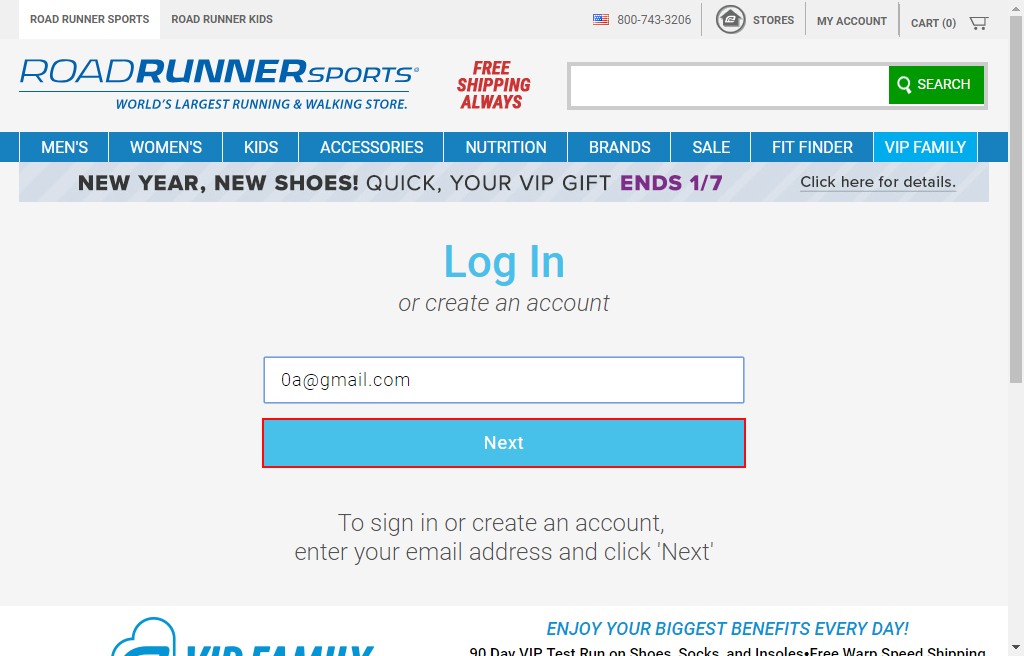 ROAD RUNNER SPORTS ROAD RUNNER KIDS 800-743-3206 STORES MY ACCOUNT CART (0)
ROADRUNNERSPORTS®
WORLD'S LARGEST RUNNING & WALKING STORE.
FREE
SHIPPING
ALWAYS
SEARCH
MEN'S WOMEN'S KIDS ACCESSORIES NUTRITION BRANDS SALE FIT FINDER VIP FAMILY
NEW YEAR, NEW SHOES! QUICK, YOUR VIP GIFT ENDS 1/7 Click here for details.
Log In
or create an account
0a@gmail.com
Next
To sign in or create an account,
enter your email address and click 'Next'
VIP FAMILY
ENJOY YOUR BIGGEST BENEFITS EVERY DAY!
90 Day VIP Test Run on Shoes, Socks, and Insoles•Free Warp Speed Shipping